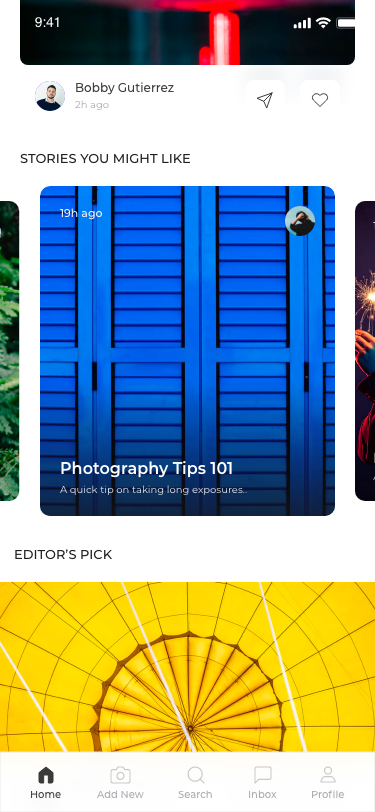 9:41
Bobby Gutierrez
2h ago
STORIES YOU MIGHT LIKE
19h ago
Photography Tips 101
A quick tip on taking long exposures..
EDITOR'S PICK
Home
Add New
Search
Inbox
Profile